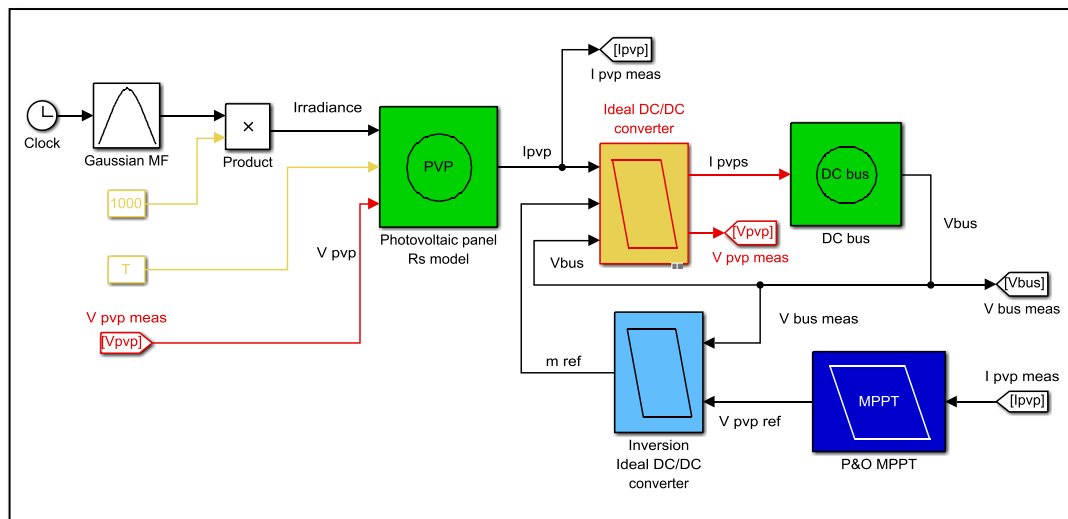 [Ipvp]
I pvp meas
Clock
Gaussian MF
×
Product
Irradiance
1000
T
V pvp
V pvp meas
[Vpvp]
PVP
Photovoltaic panel
Rs model
Ipvp
Ideal DC/DC
converter
I pvps
DC bus
DC bus
[Vpvp]
V pvp meas
Vbus
Vbus
[Vbus]
V bus meas
V bus meas
m ref
Inversion
Ideal DC/DC
converter
V pvp ref
MPPT
P&O MPPT
I pvp meas
[Ipvp]